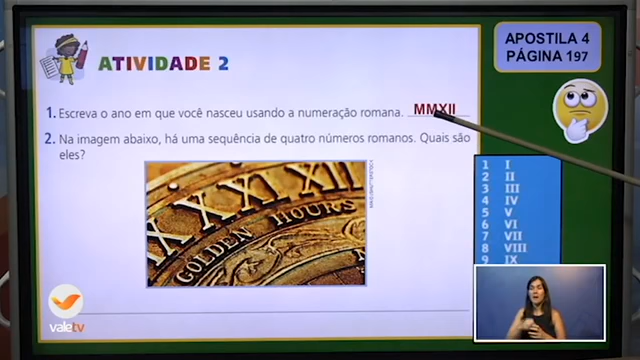 APOSTILA 4
PÁGINA 197
ATIVIDADE 2
1. Escreva o ano em que você nasceu usando a numeração romana. MMXII
2. Na imagem abaixo, há uma sequência de quatro números romanos. Quais são
eles?
IX X XI XII
GOLDEN HOURS
1 I
2 II
3 III
4 IV
5 V
6 VI
7 VII
8 VIII
9 IX
valetv